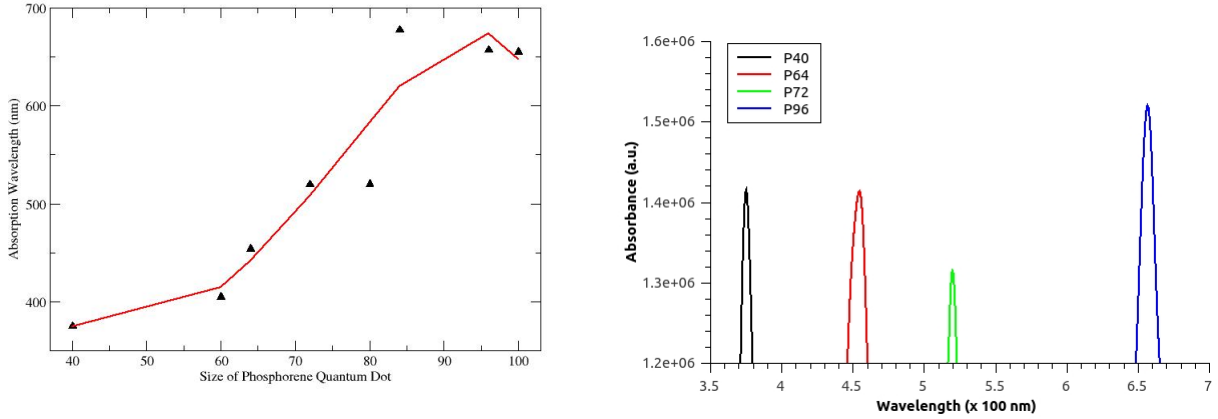 700
600
500
400
Absorption Wavelength (nm)
40 50 60 70 80 90 100
Size of Phosphorene Quantum Dot
1.6e+06
1.5e+06
1.4e+06
1.3e+06
1.2e+06
Absorbance (a.u.)
P40
P64
P72
P96
3.5 4 4.5 5 5.5 6 6.5 7
Wavelength (x 100 nm)